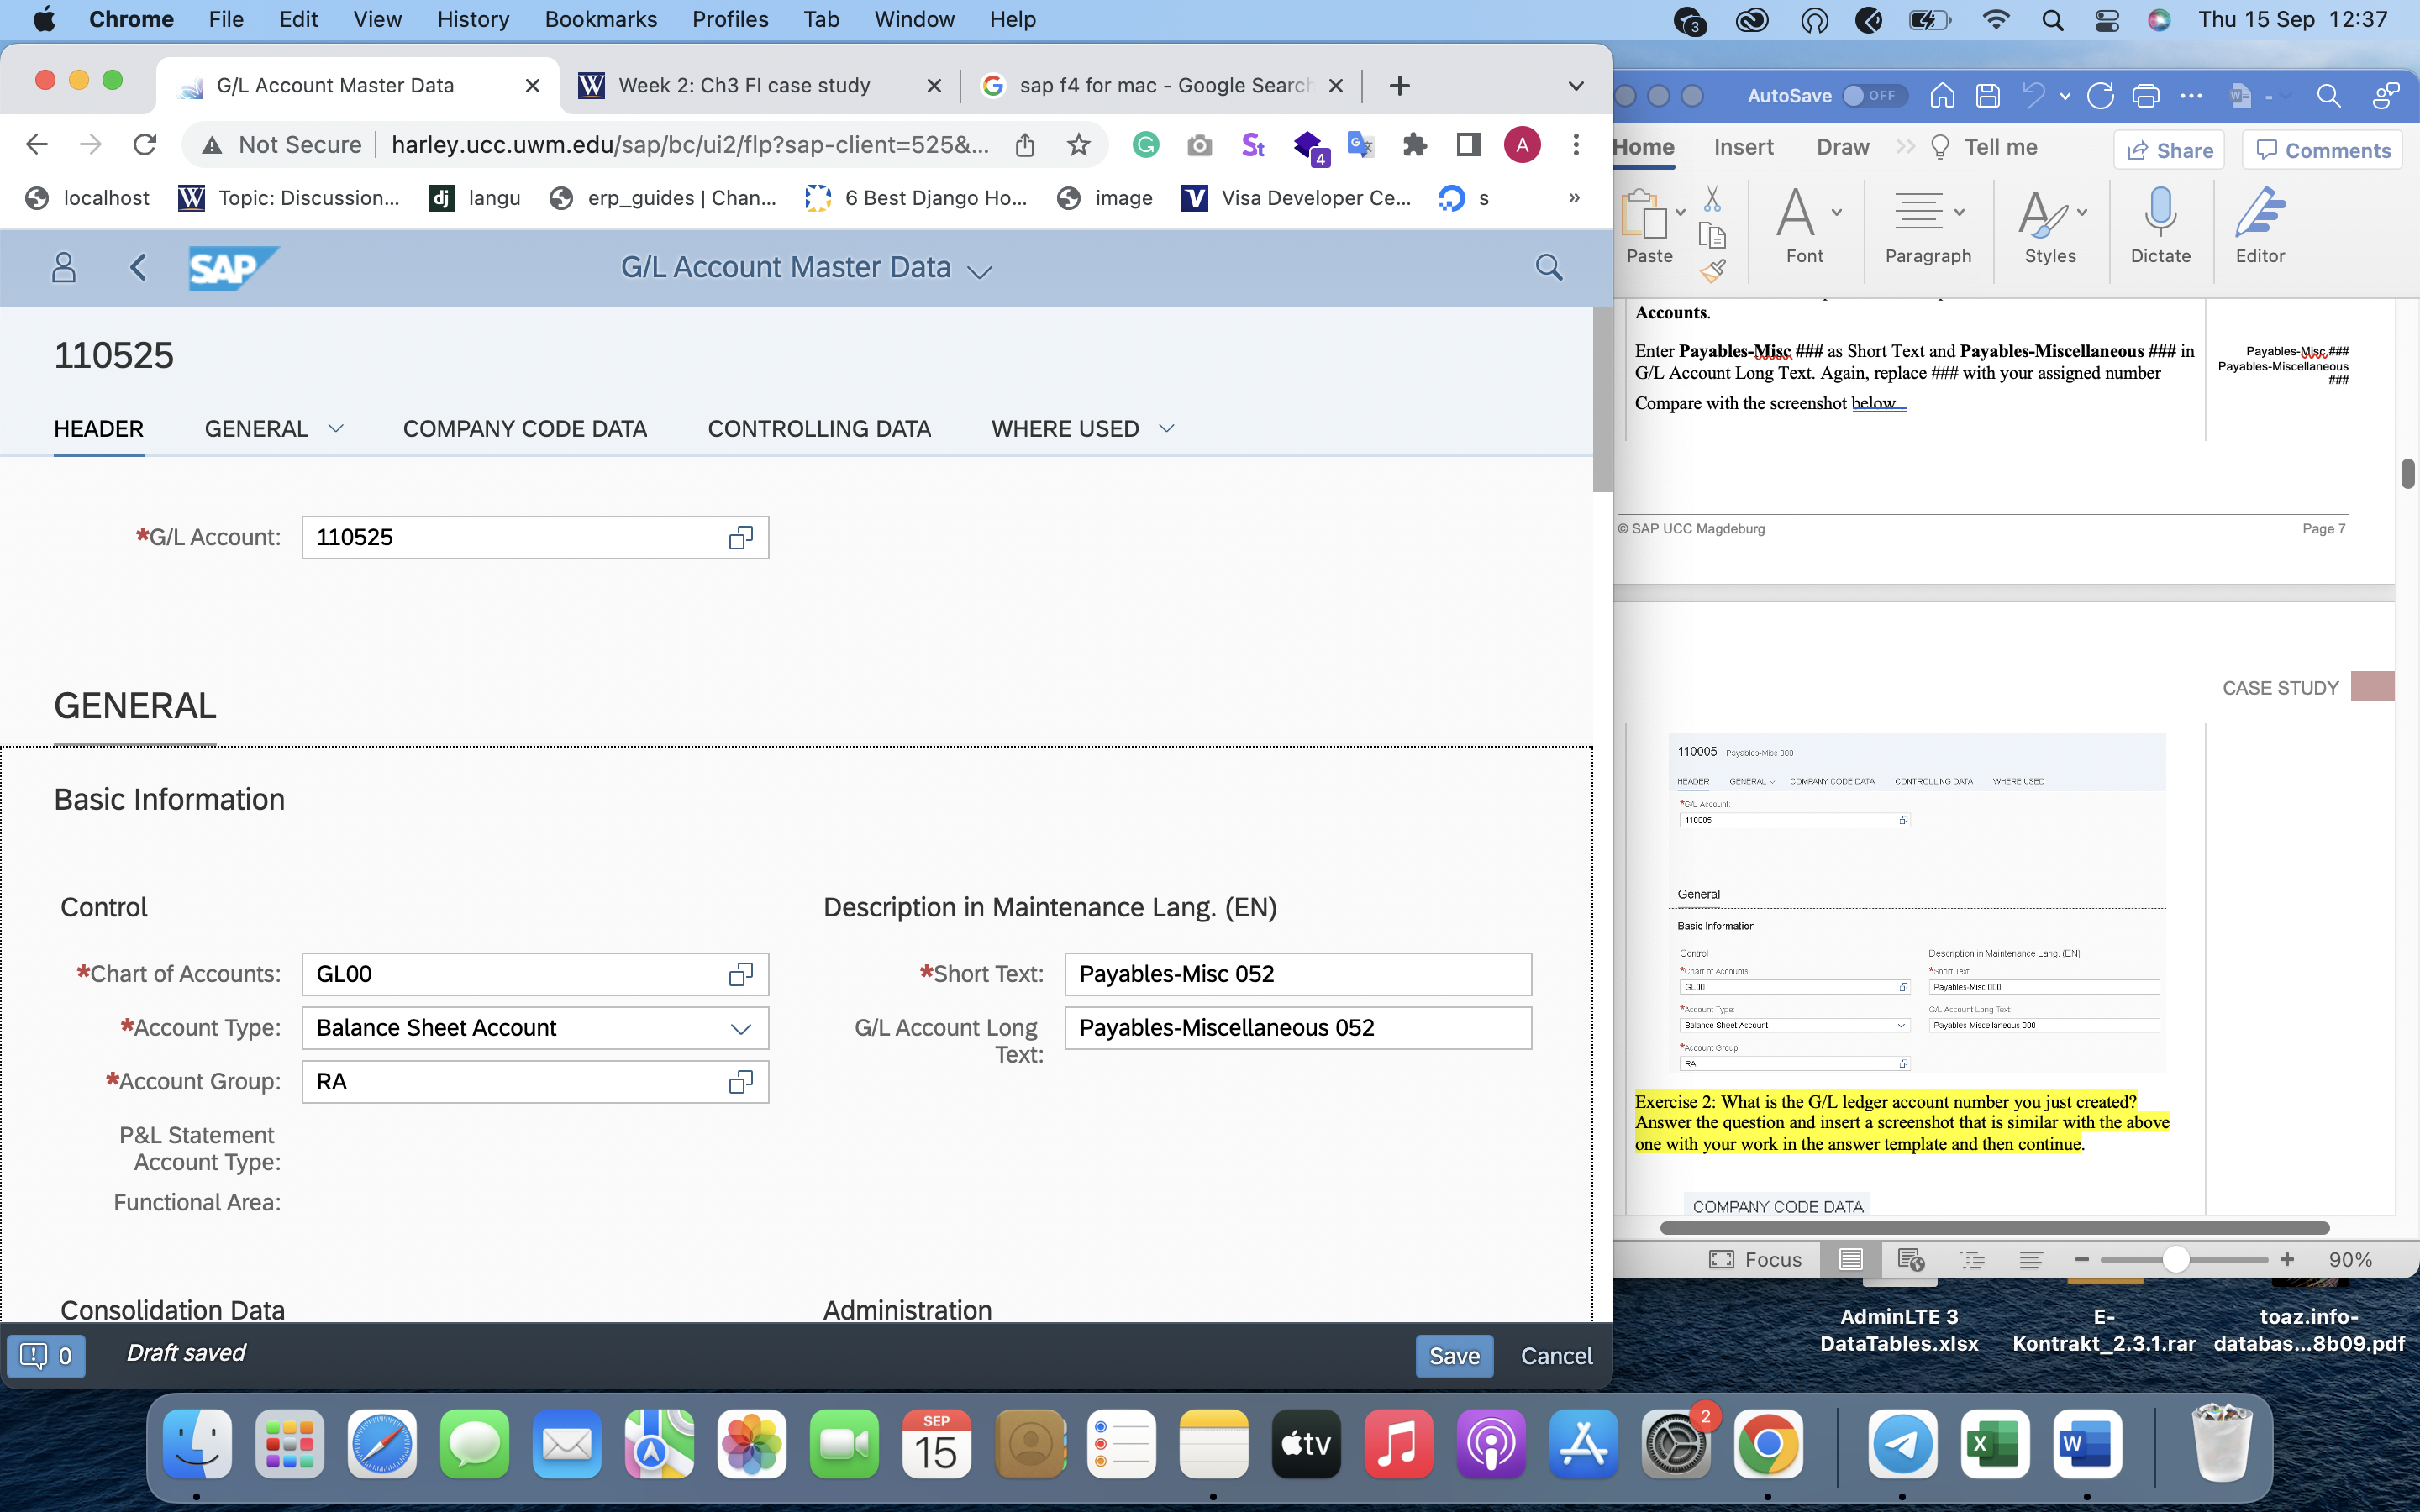 Chrome File Edit View History Bookmarks Profiles Tab Window Help
3
Thu 15 Sep 12:37
G/L Account Master Data
Week 2: Ch3 FI case study
sap f4 for mac - Google Search
Not Secure harley.ucc.uwm.edu/sap/bc/ui2/flp?sap-client=525&...
St
4
A
localhost
Topic: Discussion...
dj langu
erp_guides | Chan...
6 Best Django Ho...
image
Visa Developer Ce...
s
»
SAP
G/L Account Master Data
110525
HEADER GENERAL COMPANY CODE DATA CONTROLLING DATA WHERE USED
*G/L Account: 110525
GENERAL
Basic Information
Control
Description in Maintenance Lang. (EN)
*Chart of Accounts: GL00
*Short Text: Payables-Misc 052
*Account Type: Balance Sheet Account
G/L Account Long
Text:
Payables-Miscellaneous 052
*Account Group: RA
P&L Statement
Account Type:
Functional Area:
Consolidation Data
Administration
0
Draft saved
Save
Cancel
AutoSave OFF
Home Insert Draw Tell me
Share
Comments
Paste
Font
Paragraph
Styles
Dictate
Editor
Accounts.
Enter Payables-Misc ### as Short Text and Payables-Miscellaneous ### in
G/L Account Long Text. Again, replace ### with your assigned number
Compare with the screenshot below
Payables-Misc ###
Payables-Miscellaneous
###
© SAP UCC Magdeburg
Page 7
CASE STUDY
110005 Payables-Misc 000
HEADER GENERAL COMPANY CODE DATA CONTROLLING DATA WHERE USED
*G/L Account:
110005
General
Basic Information
Control
Description in Maintenance Lang. (EN)
*Chart of Accounts:
*Short Text:
GL00
Payables-Misc 000
*Account Type:
G/L Account Long Text
Balance Sheet Account
Payables-Miscellaneous 000
*Account Group:
RA
Exercise 2: What is the G/L ledger account number you just created?
Answer the question and insert a screenshot that is similar with the above
one with your work in the answer template and then continue.
COMPANY CODE DATA
Focus
90%
AdminLTE 3
DataTables.xlsx
E-
Kontrakt_2.3.1.rar
toaz.info-
databas...8b09.pdf
SEP
15
tv
2
X
W